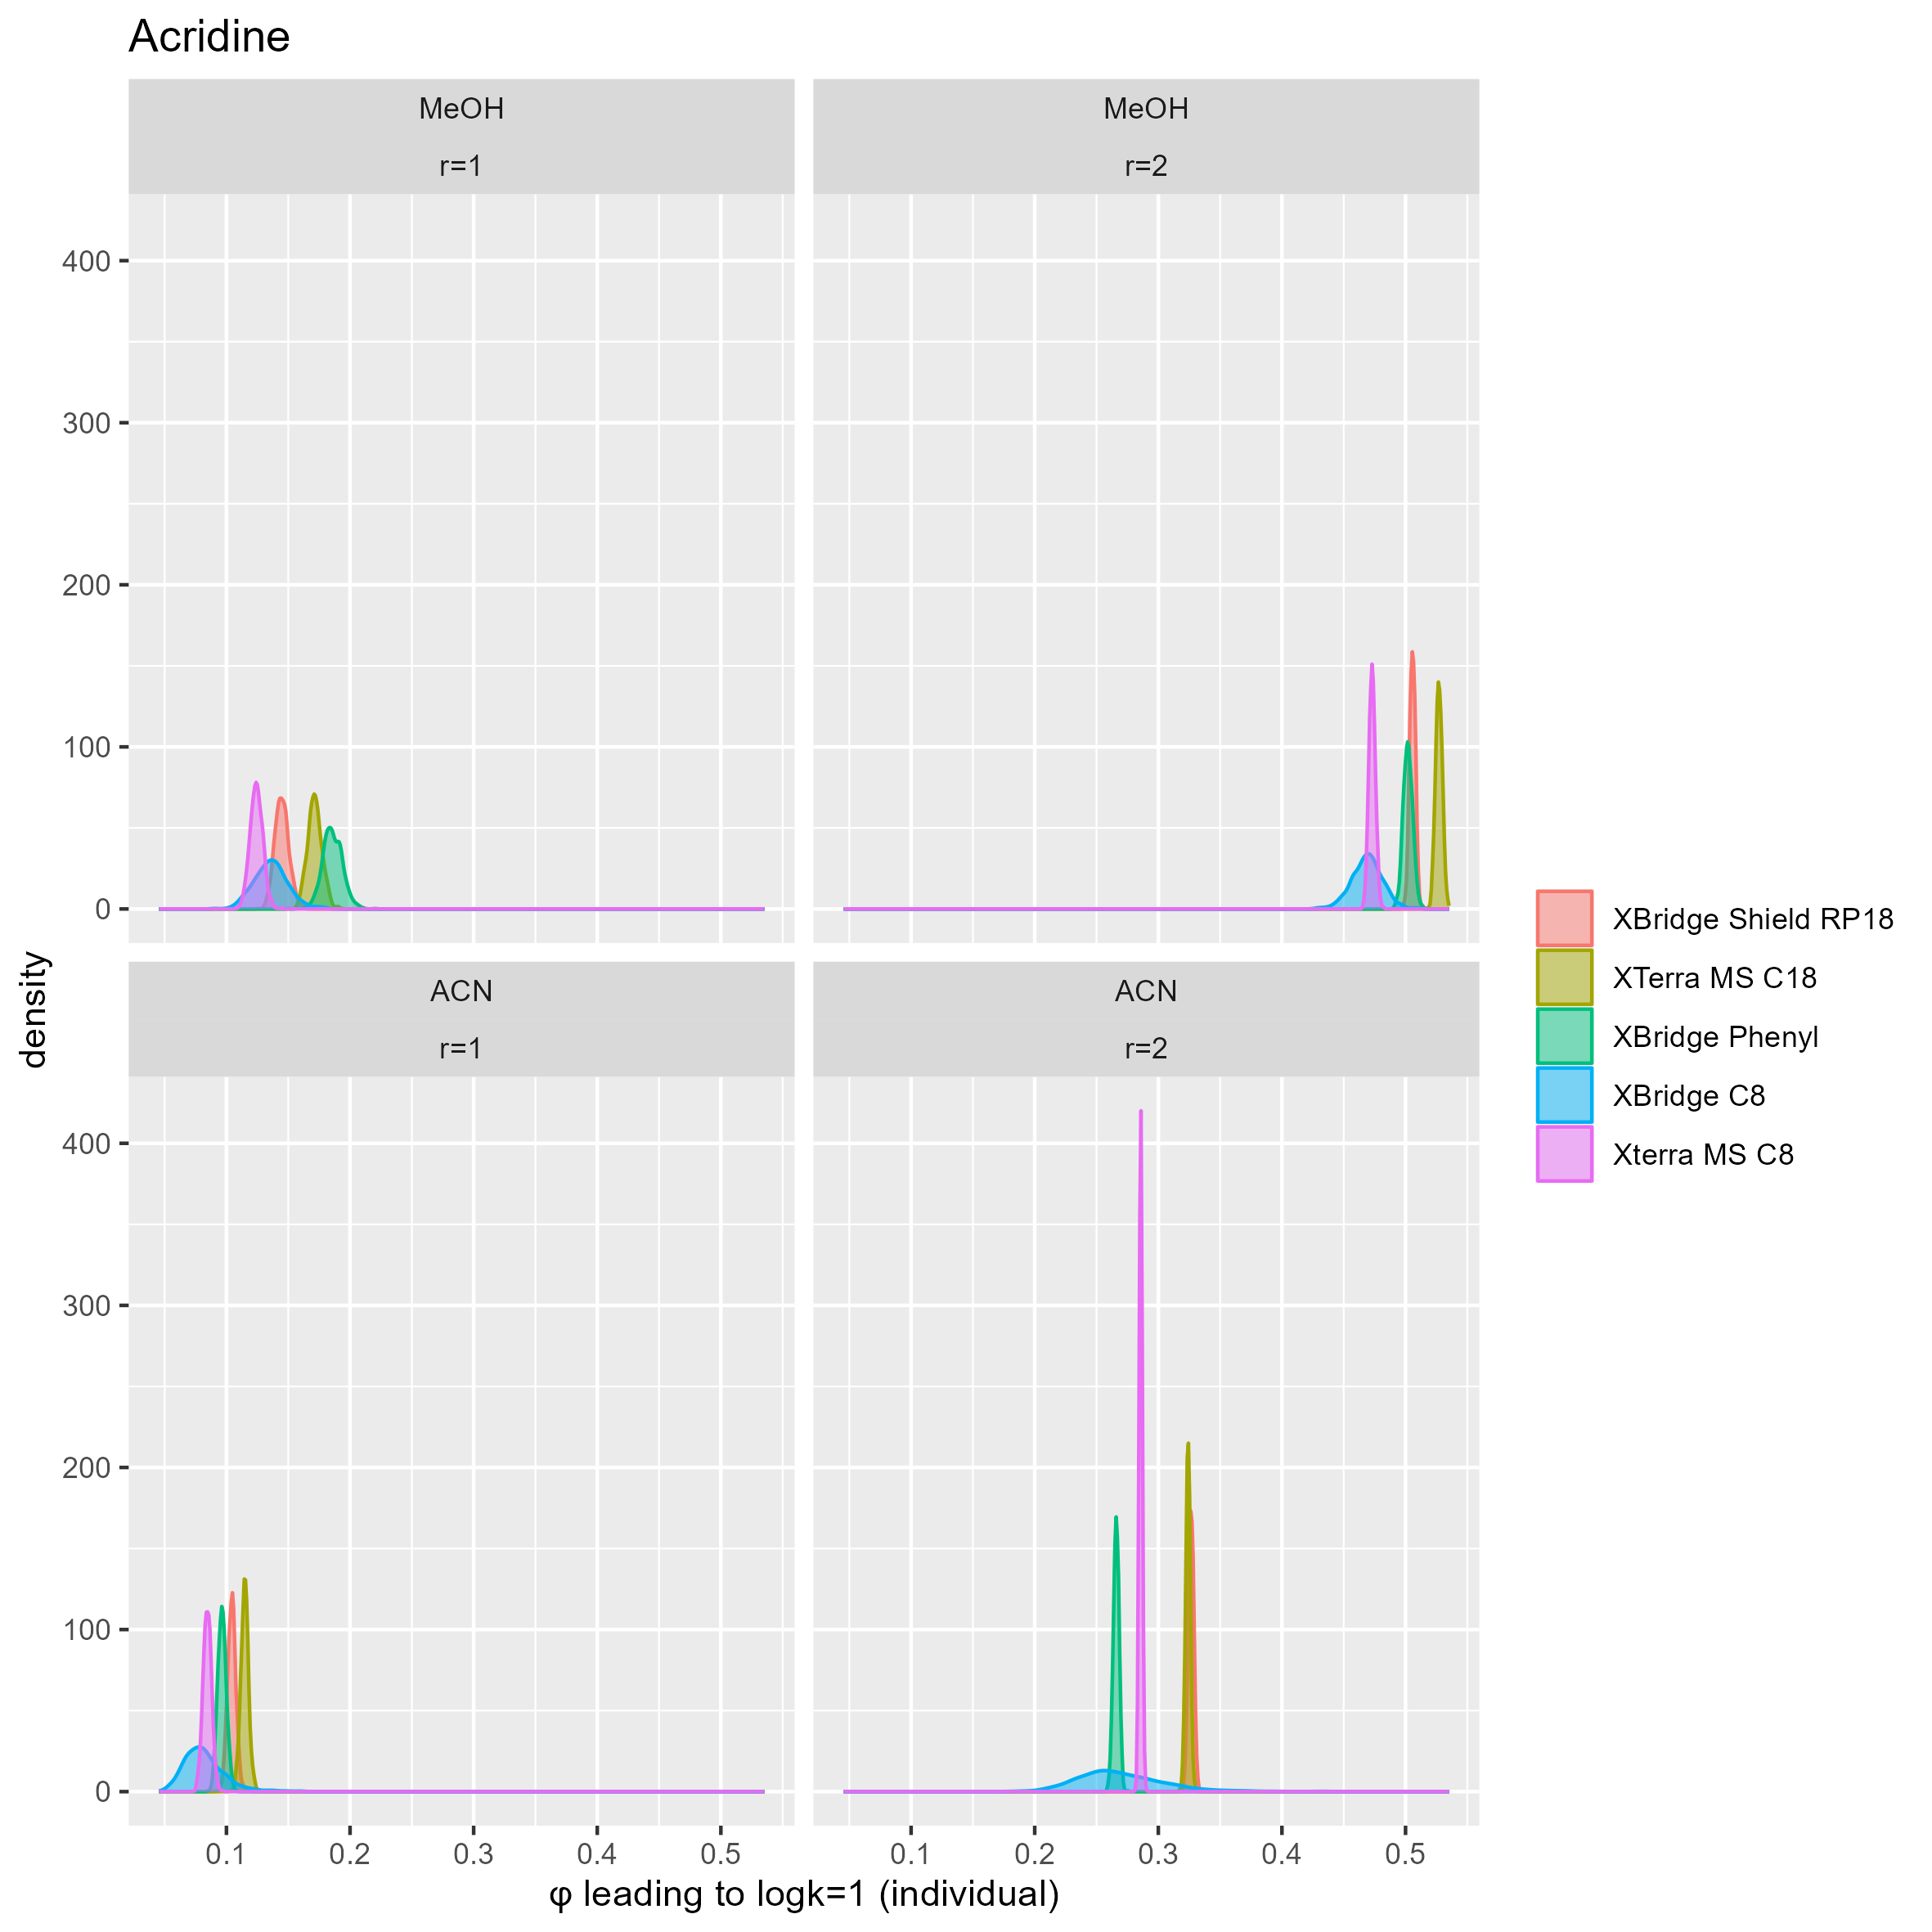 Acridine
MeOH
r=1
MeOH
r=2
400
300
200
100
0
ACN
r=1
ACN
r=2
400
300
200
100
0
0.1 0.2 0.3 0.4 0.5
0.1 0.2 0.3 0.4 0.5
φ leading to logk=1 (individual)
density
XBridge Shield RP18
XTerra MS C18
XBridge Phenyl
XBridge C8
Xterra MS C8